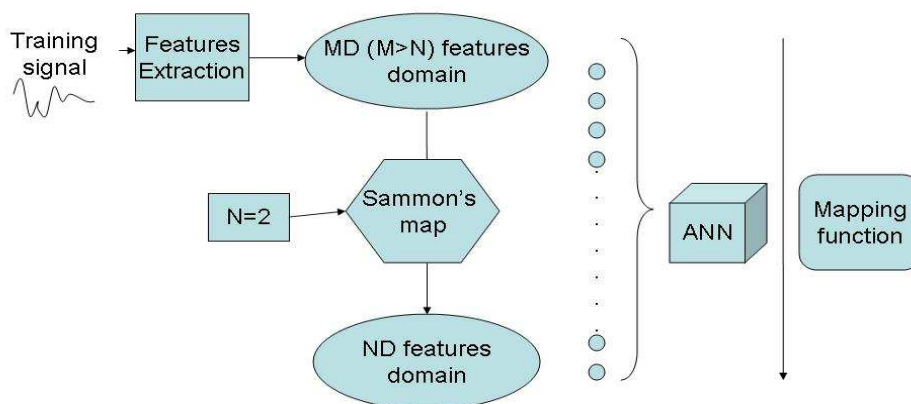 Training
signal
Features
Extraction
MD (M>N) features
domain
Sammon's
map
N=2
ND features
domain
ANN
Mapping
function